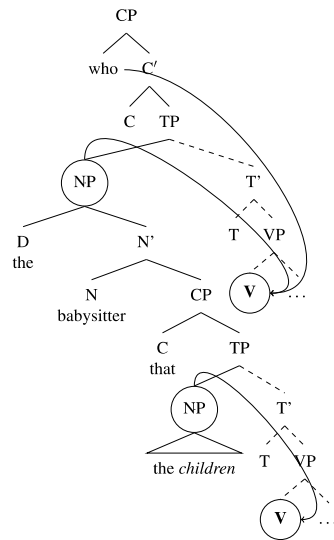 CP
who C′
C TP
NP T'
D N' T VP
the
N CP V ...
babysitter
C TP
that
NP T'
the children T VP
V ...